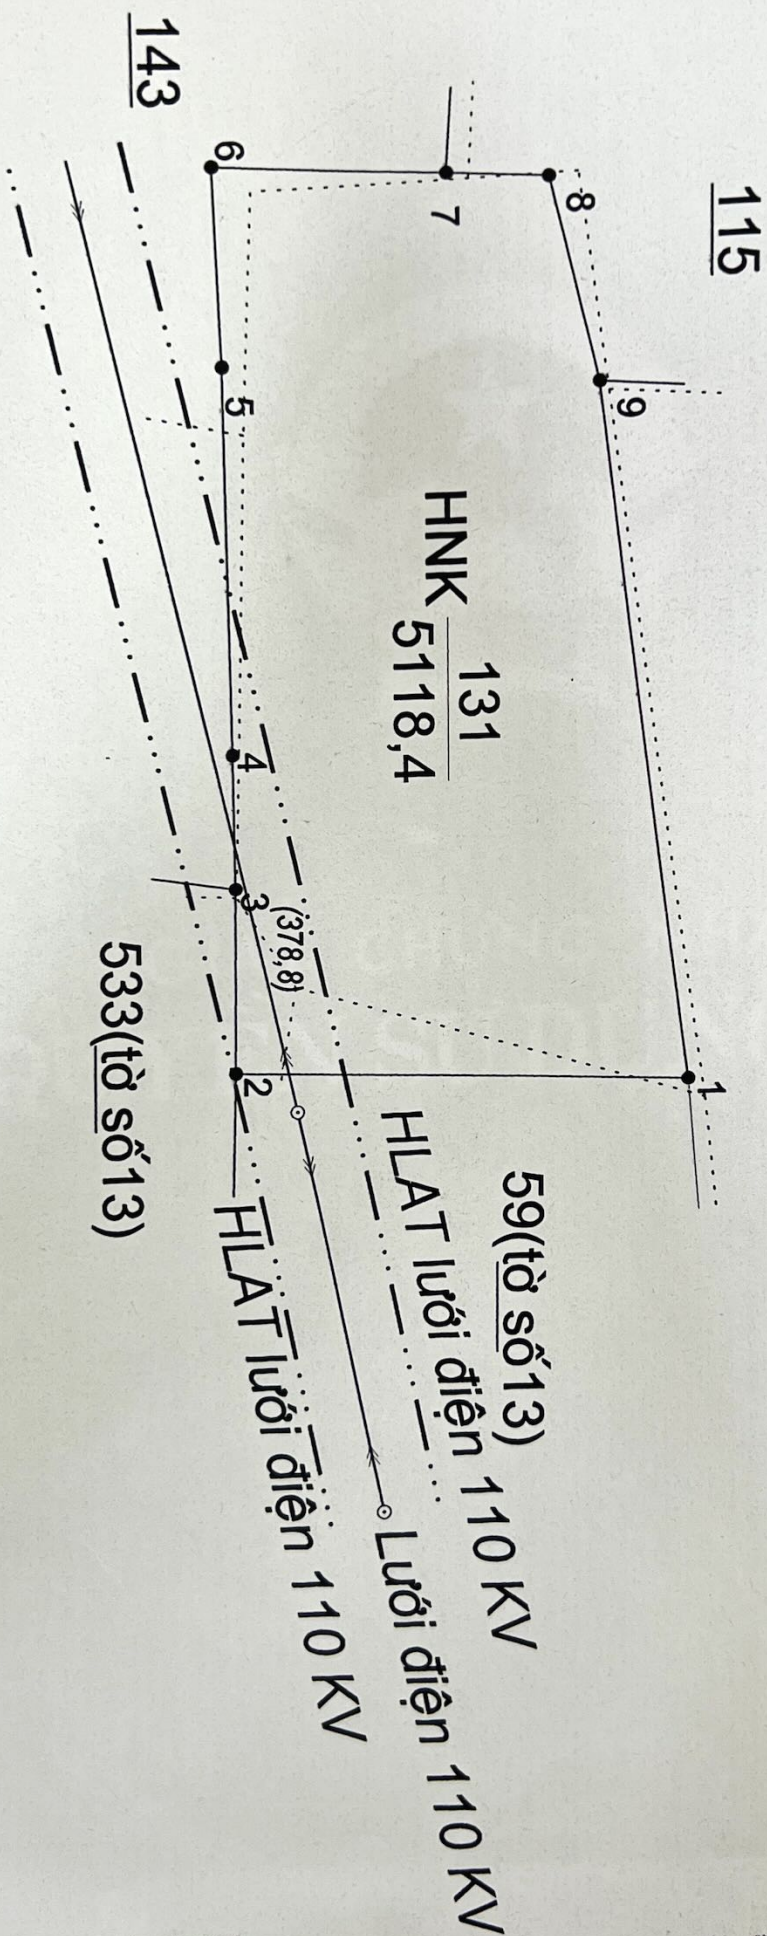 115
143
6
7
8
9
5
HNK 131
5118,4
4
3
(378,8)
1
2
59(tờ số13)
533(tờ số13)
HLAT lưới điện 110 KV
Lưới điện 110 KV
HLAT lưới điện 110 KV